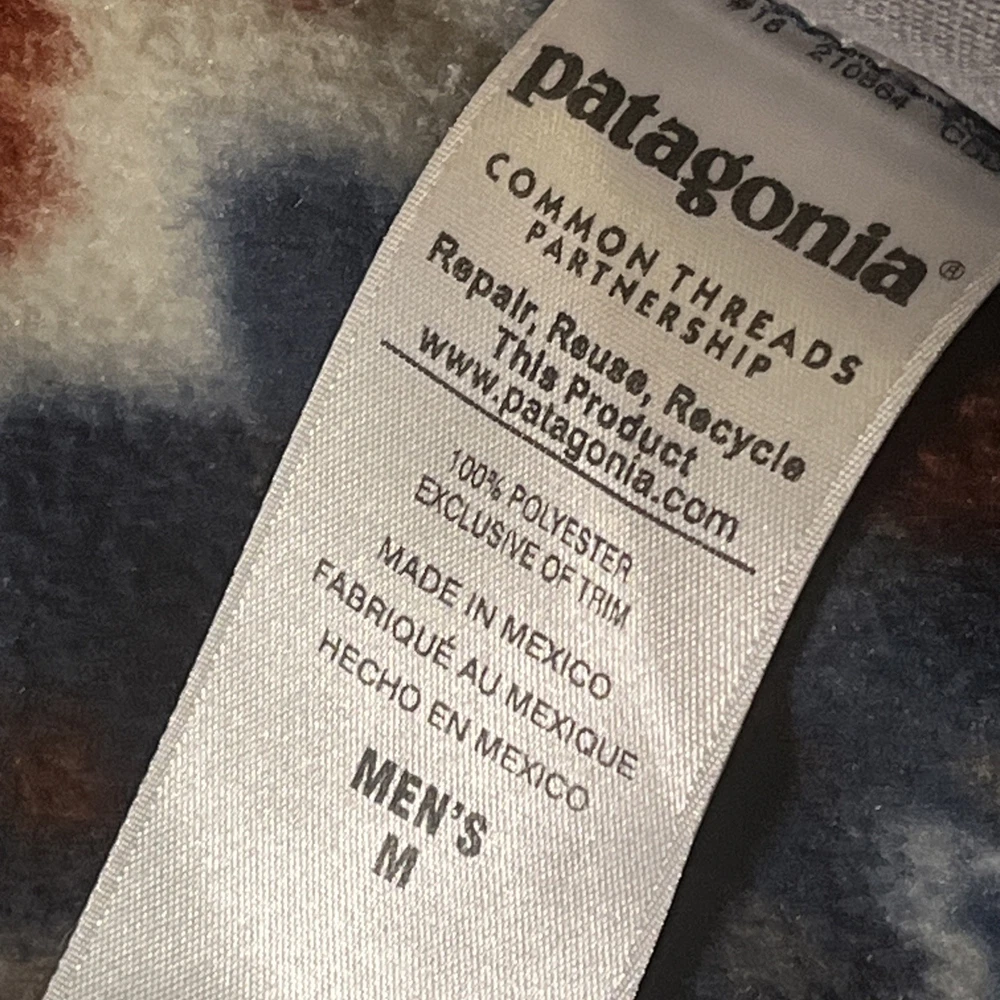 patagonia®
COMMON THREADS
PARTNERSHIP
Repair, Reuse, Recycle
This Product
www.patagonia.com
100% POLYESTER
EXCLUSIVE OF TRIM
MADE IN MEXICO
FABRIQUÉ AU MEXIQUE
HECHO EN MEXICO
MEN'S
M